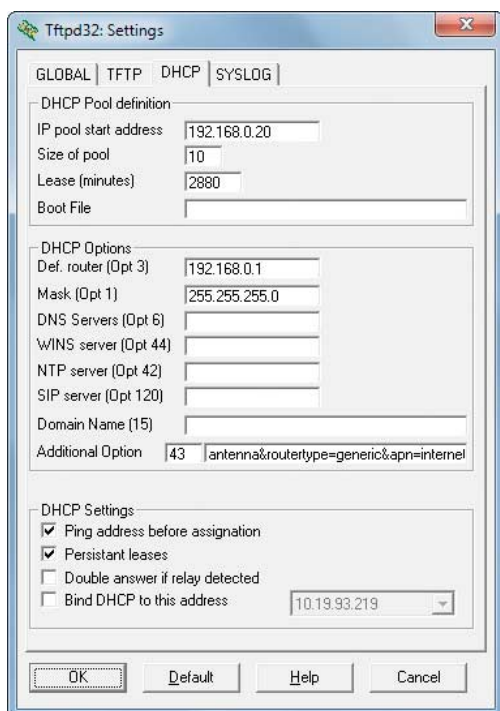 Tftpd32: Settings
GLOBAL TFTP DHCP SYSLOG
DHCP Pool definition
IP pool start address 192.168.0.20
Size of pool 10
Lease (minutes) 2880
Boot File
DHCP Options
Def. router (Opt 3) 192.168.0.1
Mask (Opt 1) 255.255.255.0
DNS Servers (Opt 6)
WINS server (Opt 44)
NTP server (Opt 42)
SIP server (Opt 120)
Domain Name (15)
Additional Option 43 antenna&routertype=generic&apn=internet
DHCP Settings
Ping address before assignation
Persistant leases
Double answer if relay detected
Bind DHCP to this address 10.19.93.219
OK Default Help Cancel